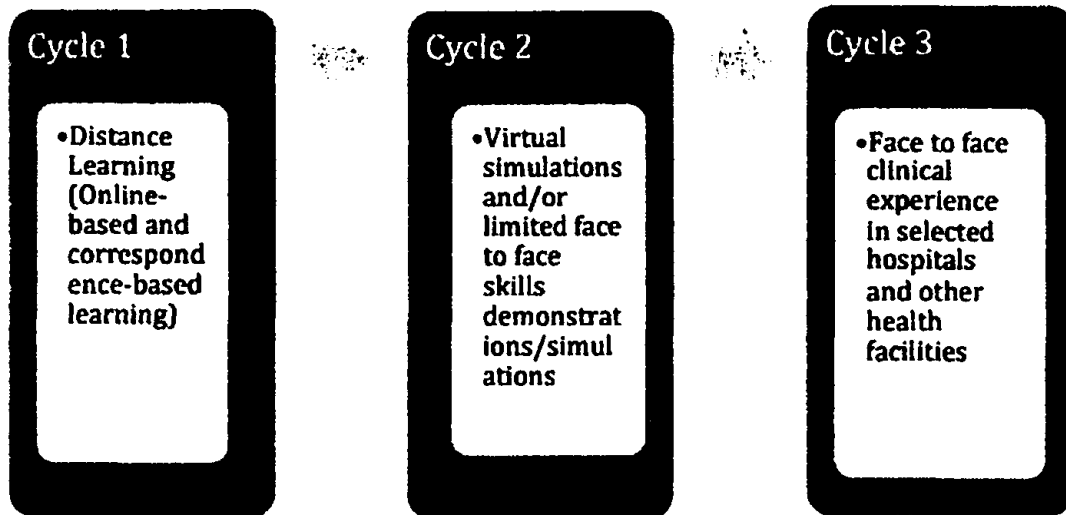 Cycle 1
•Distance
Learning
(Online-
based and
correspond
ence-based
learning)
Cycle 2
•Virtual
simulations
and/or
limited face
to face
skills
demonstrat
ions/simul
ations
Cycle 3
•Face to face
clinical
experience
in selected
hospitals
and other
health
facilities